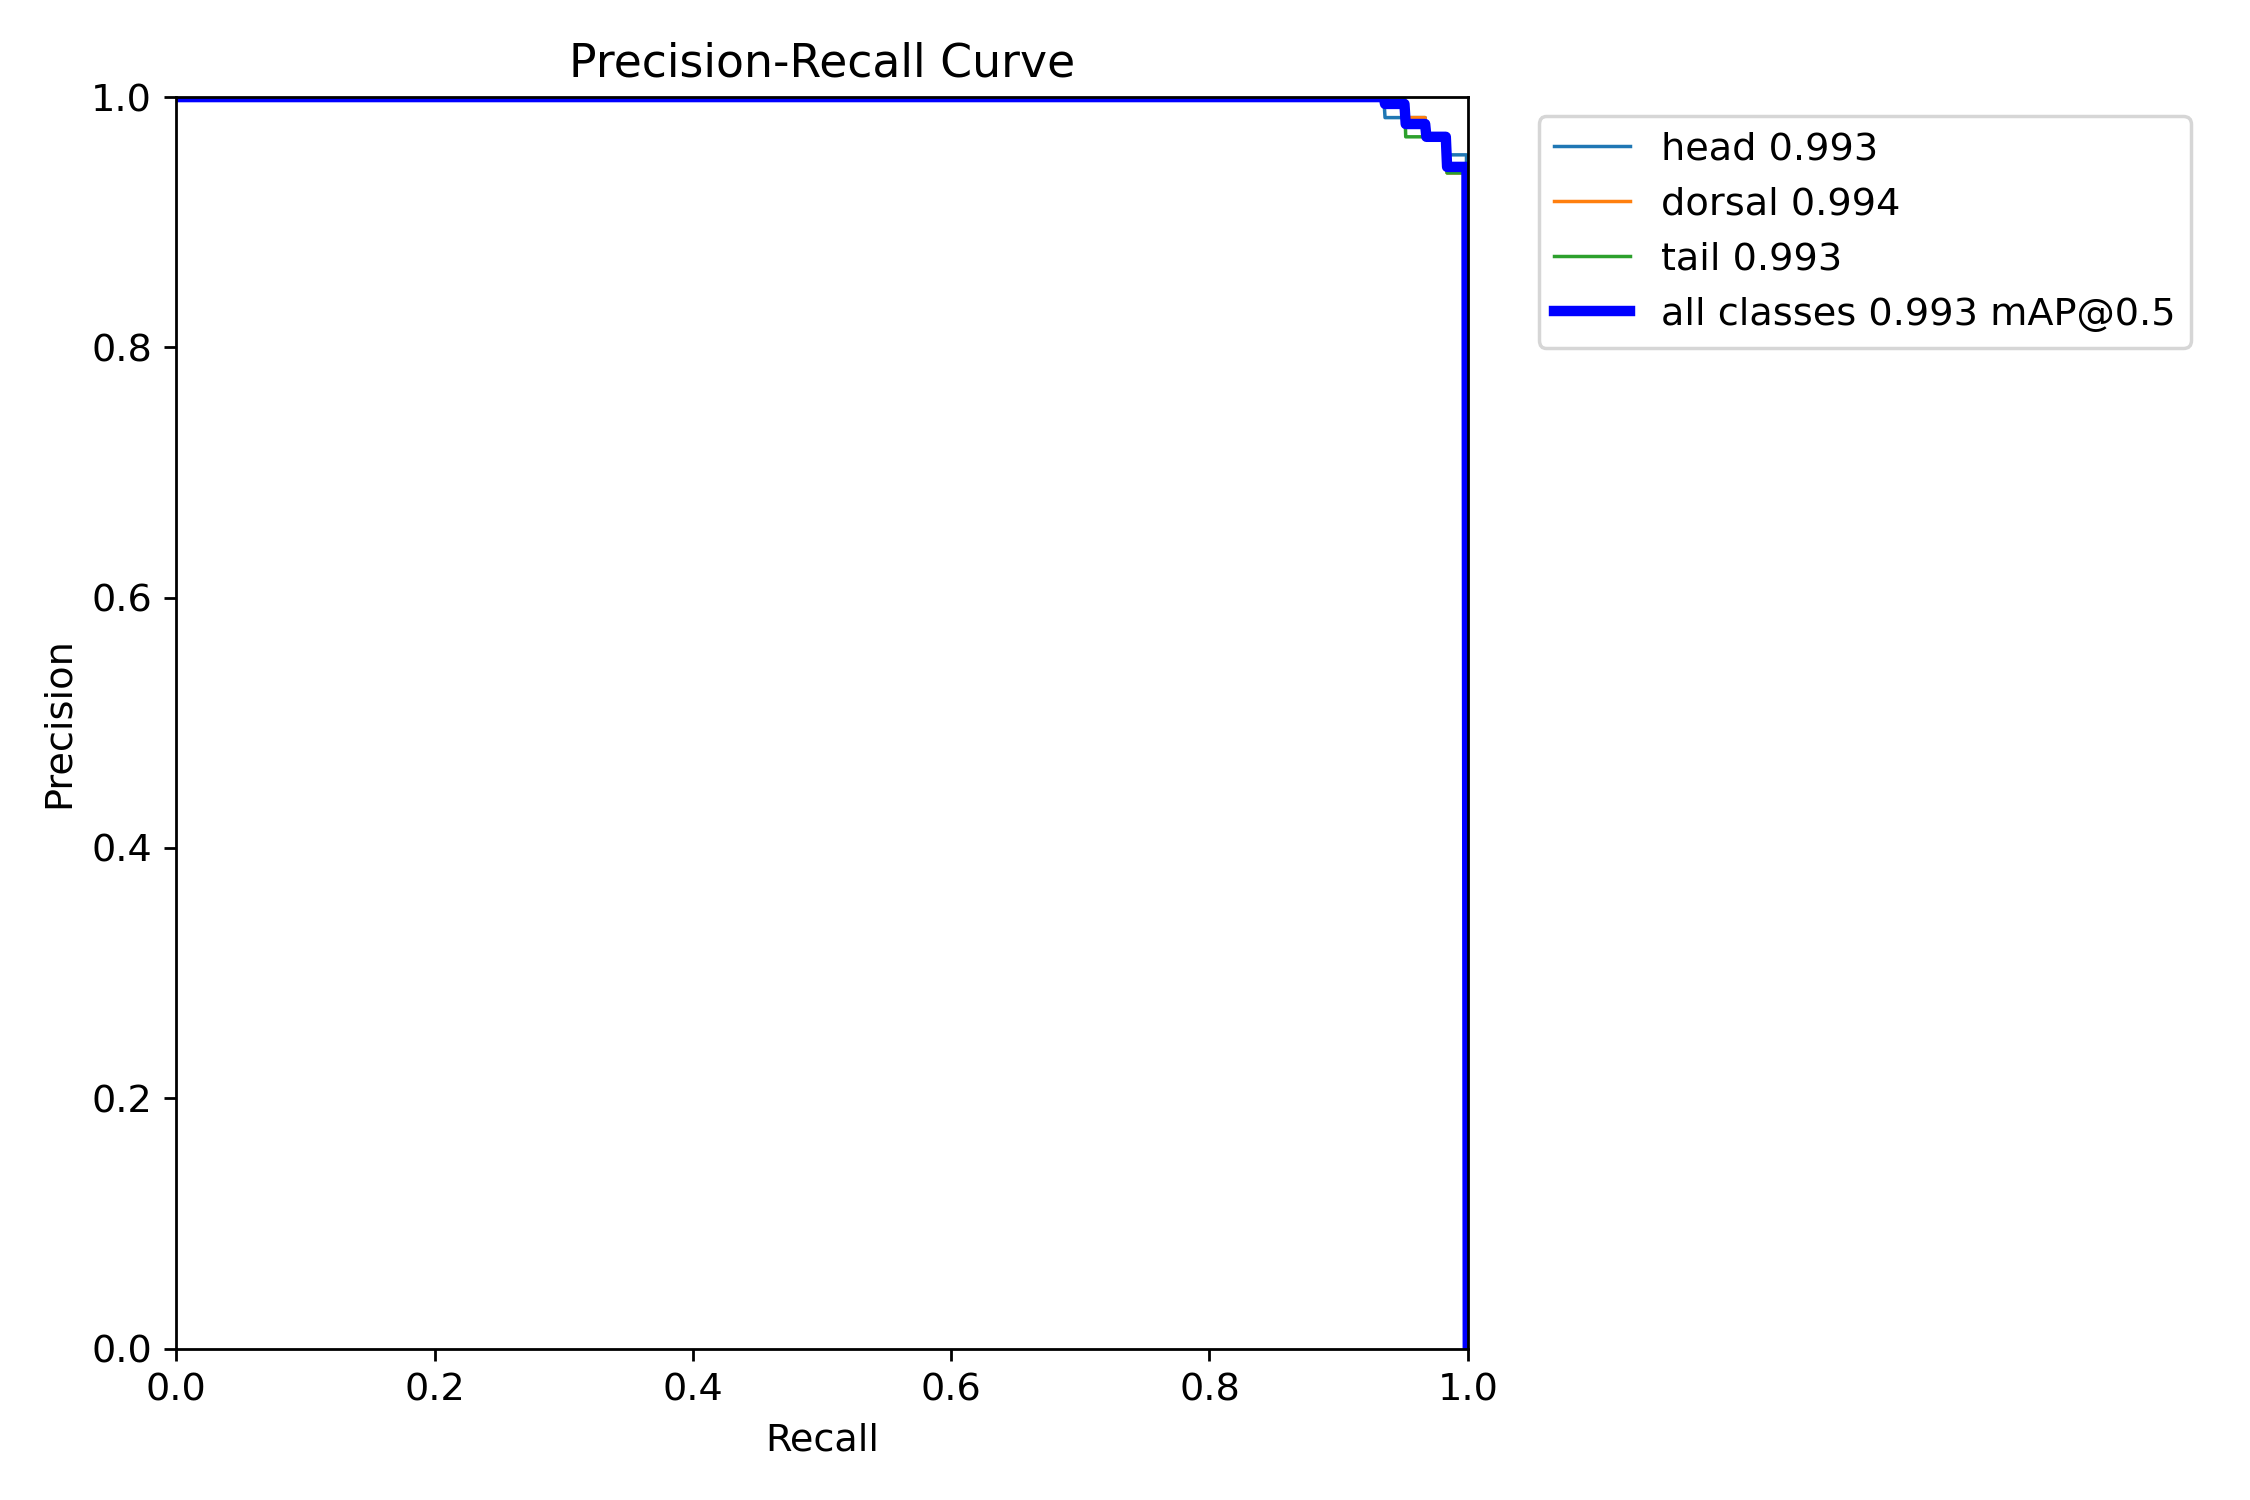 Precision-Recall Curve
1.0
0.8
0.6
0.4
0.2
0.0
Precision
0.0 0.2 0.4 0.6 0.8 1.0
Recall
head 0.993
dorsal 0.994
tail 0.993
all classes 0.993 mAP@0.5